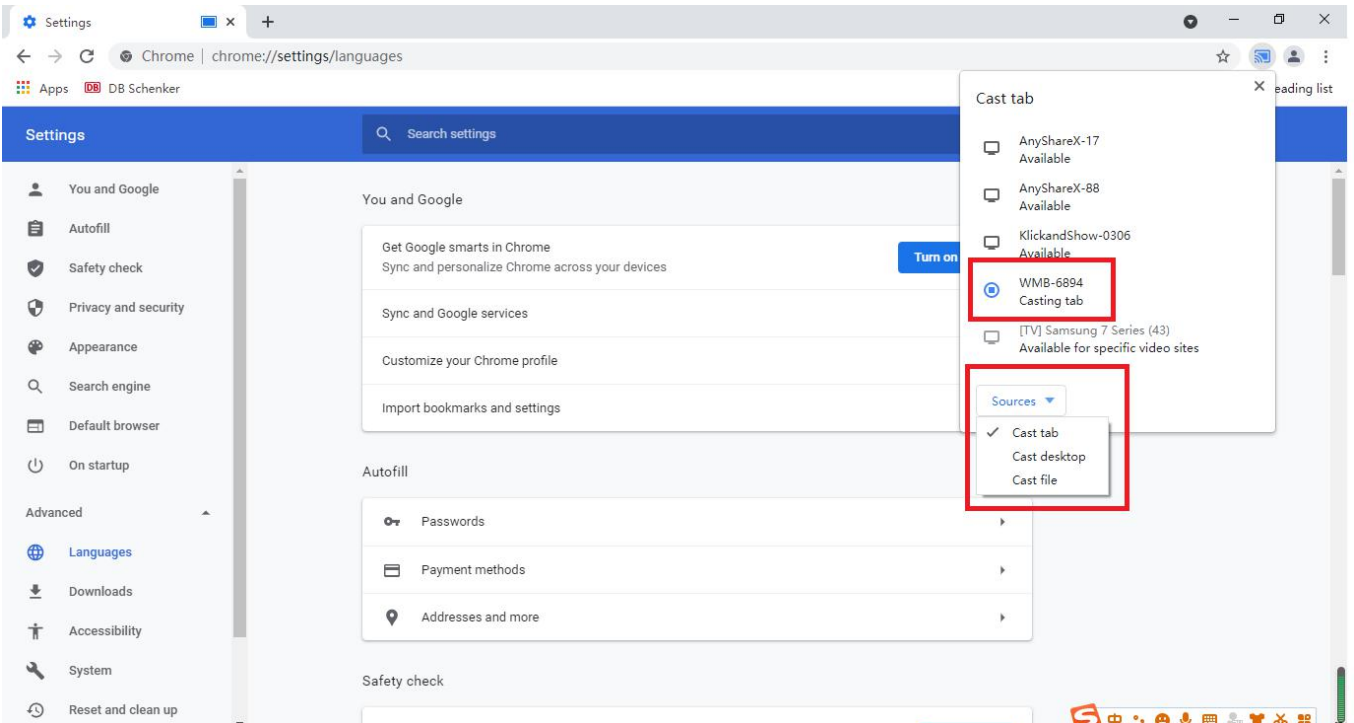 Settings
Chrome | chrome://settings/languages
Apps
DB
DB Schenker
eading list
Settings
Search settings
You and Google
Autofill
Safety check
Privacy and security
Appearance
Search engine
Default browser
On startup
Advanced
Languages
Downloads
Accessibility
System
Reset and clean up
You and Google
Get Google smarts in Chrome
Sync and personalize Chrome across your devices
Turn on
Sync and Google services
Customize your Chrome profile
Import bookmarks and settings
Autofill
Passwords
Payment methods
Addresses and more
Safety check
Cast tab
AnyShareX-17
Available
AnyShareX-88
Available
KlickandShow-0306
Available
WMB-6894
Casting tab
[TV] Samsung 7 Series (43)
Available for specific video sites
Sources
Cast tab
Cast desktop
Cast file
中